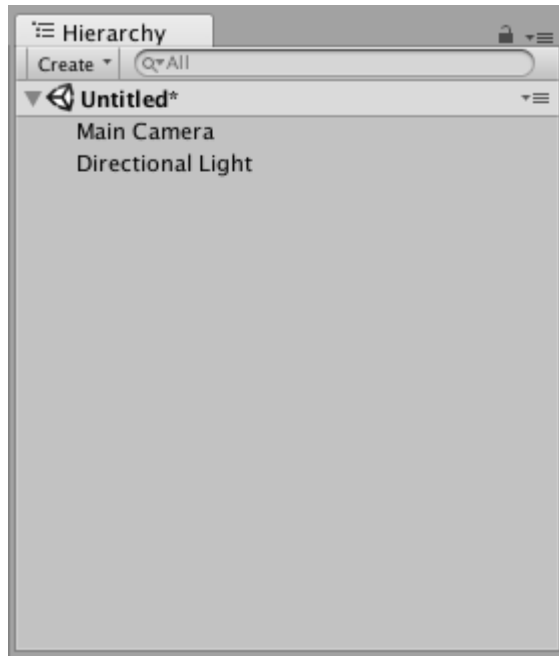 Hierarchy
Create All
Untitled*
Main Camera
Directional Light